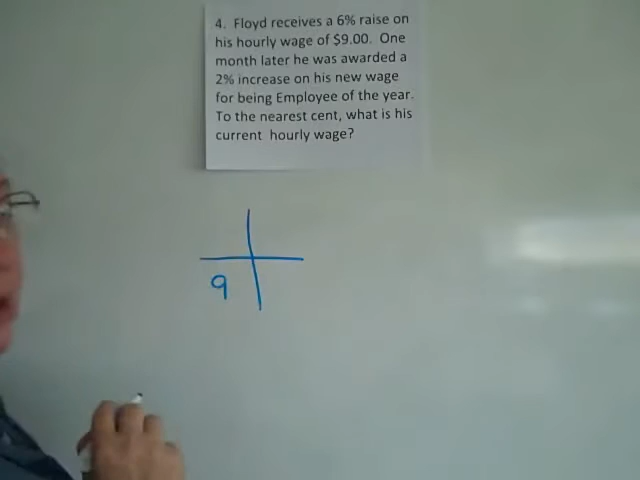 4. Floyd receives a 6% raise on
his hourly wage of $9.00. One
month later he was awarded a
2% increase on his new wage
for being Employee of the year.
To the nearest cent, what is his
current hourly wage?
9